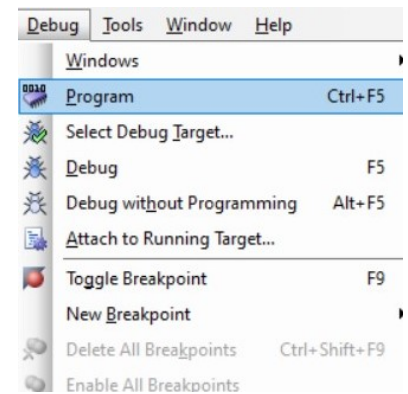 Debug Tools Window Help
Windows
0010
Program Ctrl+F5
Select Debug Target...
Debug F5
Debug without Programming Alt+F5
Attach to Running Target...
Toggle Breakpoint F9
New Breakpoint
Delete All Breakpoints Ctrl+Shift+F9
Enable All Breakpoints